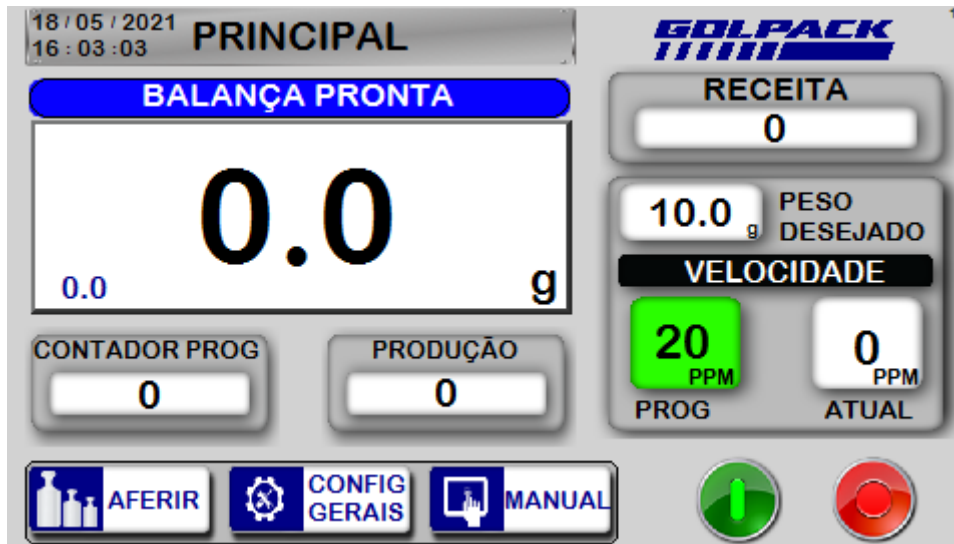 18 / 05 / 2021
16 : 03 : 03
PRINCIPAL
GOLPACK
BALANÇA PRONTA
0.0
0.0
g
RECEITA
0
10.0 g
PESO
DESEJADO
VELOCIDADE
20
PPM
PROG
0
PPM
ATUAL
CONTADOR PROG
0
PRODUÇÃO
0
AFERIR
CONFIG
GERAIS
MANUAL